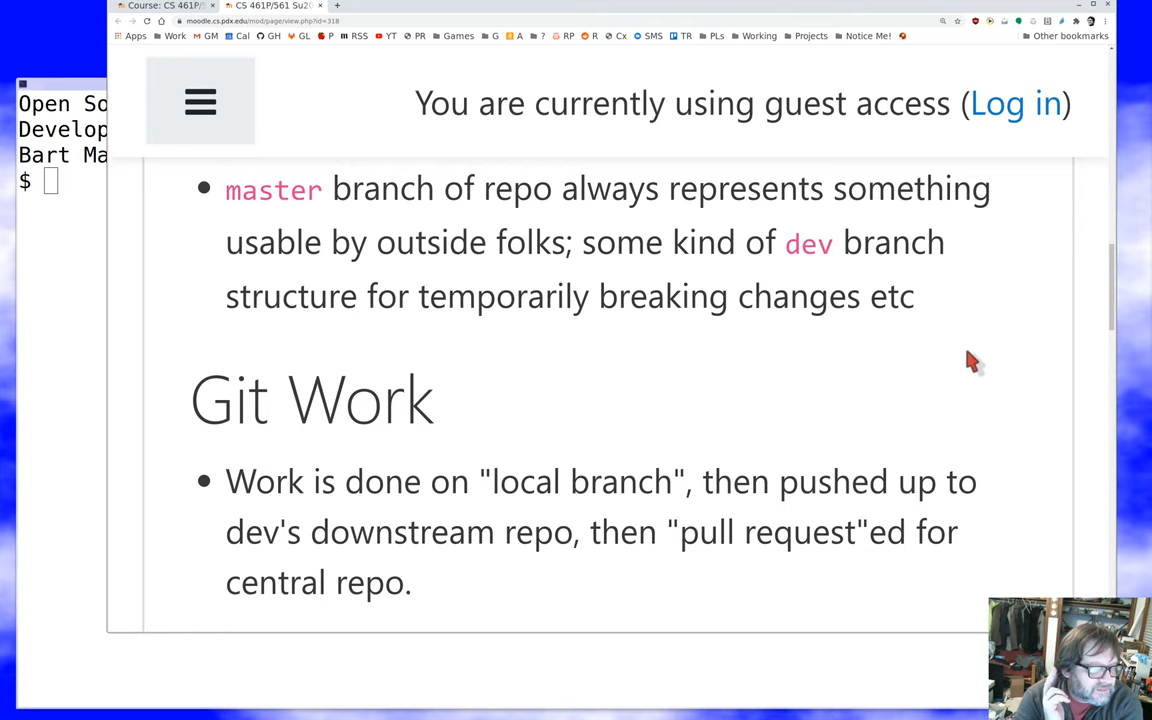 Course: CS 461P/5
CS 461P/561 Su20
moodle.cs.pdx.edu/mod/page/view.php?id=318
Apps Work GM Cal GH GL P RSS YT PR Games G A ? RP R Cx SMS TR PLs Working Projects Notice Me! Other bookmarks
You are currently using guest access (Log in)
Open So
Develop
Bart Ma
$
master branch of repo always represents something
usable by outside folks; some kind of dev branch
structure for temporarily breaking changes etc
Git Work
Work is done on "local branch", then pushed up to
dev's downstream repo, then "pull request"ed for
central repo.